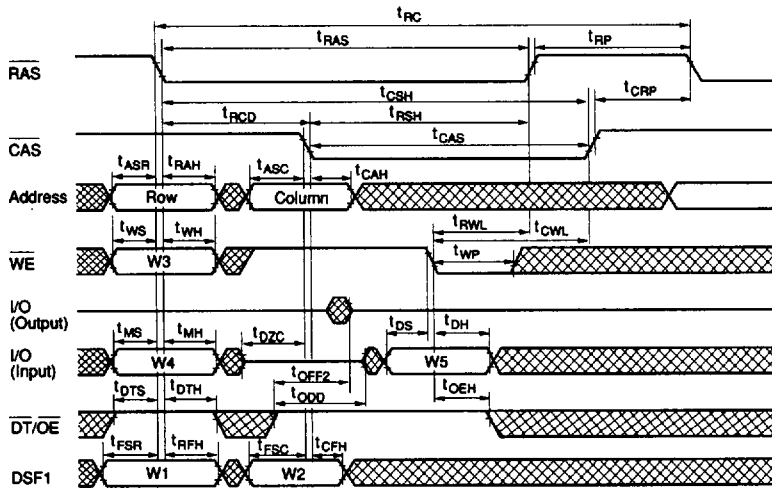 tRC
tRAS
tRP
RAS
tCSH
tCRP
tRCD
tRSH
tCAS
CAS
tASR
tRAH
tASC
tCAH
Address
Row
Column
tWS
tWH
tRWL
tCWL
tWP
WE
W3
I/O
(Output)
tMS
tMH
tDZC
tDS
tDH
I/O
(Input)
W4
W5
tOFF2
tDTS
tDTH
tODD
tOEH
DT/OE
tFSR
tRFH
tFSC
tCFH
DSF1
W1
W2